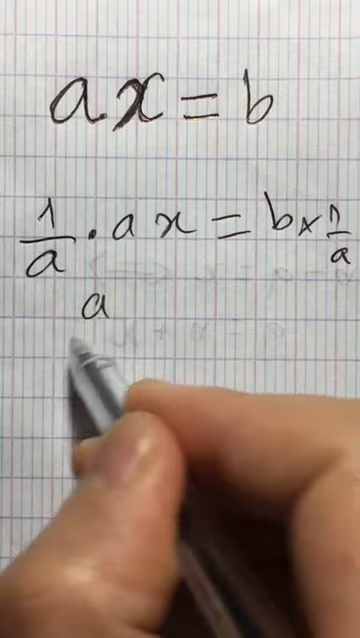 ax = b
1/a . ax = b × 1/a
a